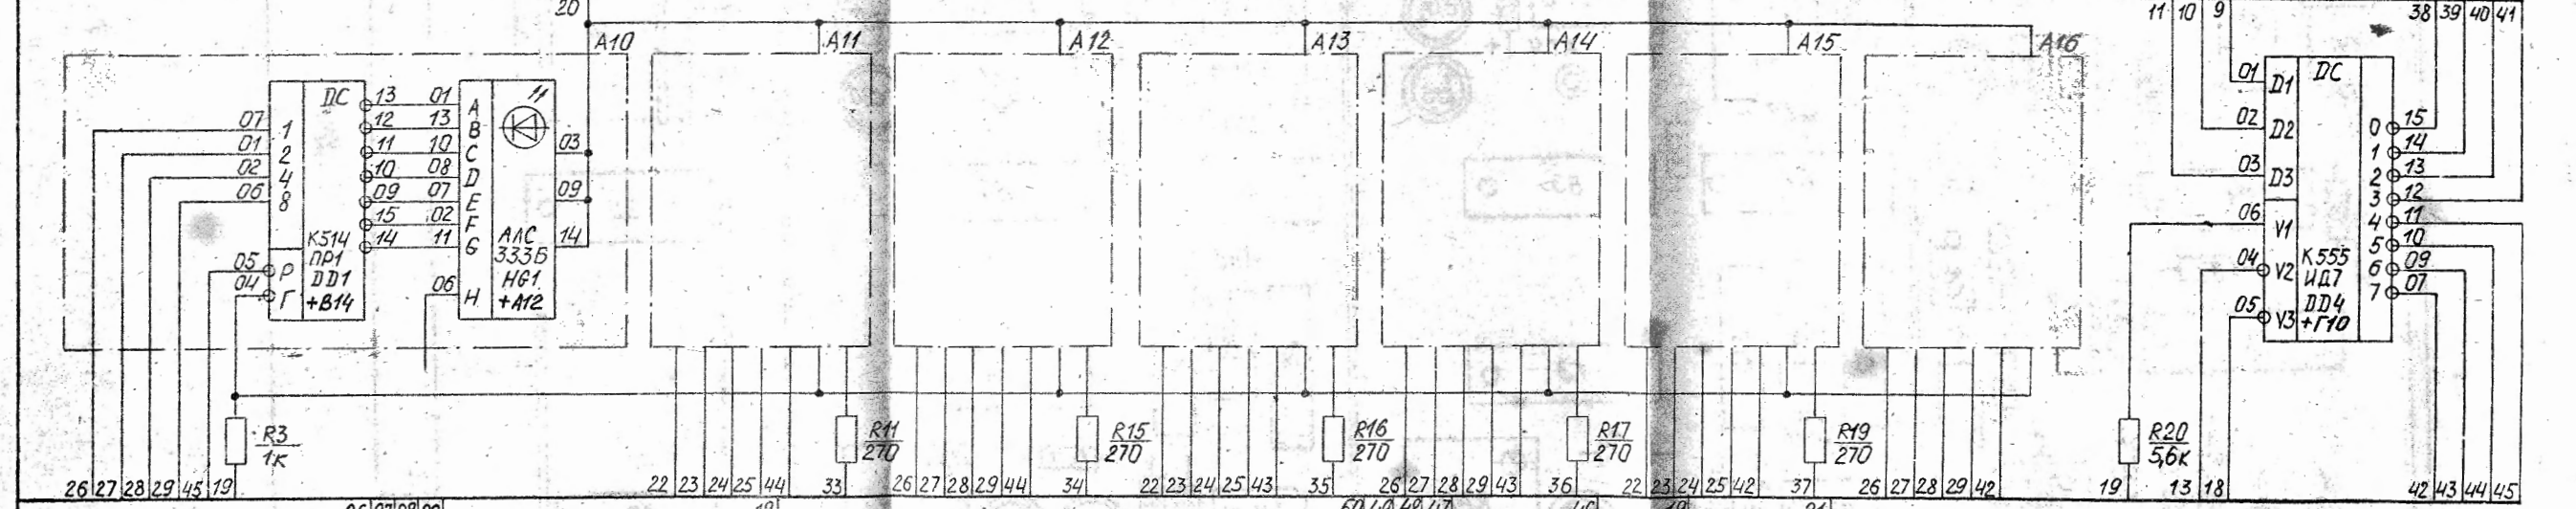 20
A10
A11
A12
A13
A14
A15
A16
11 10 9
38 39 40 41
DC
07 1
01 2
02 4
06 8
05 P
04 Г
К514
ПР1
DD1
+В14
13 01 A
12 13 B
11 10 C
10 08 D
09 07 E
15 02 F
14 11 G
06 H
03
09
14
АЛС
333Б
HG1
+А12
R3
1к
26 27 28 29 45 19
22 23 24 25 44 33
R11
270
26 27 28 29 44 34
R15
270
22 23 24 25 43 35
R16
270
26 27 28 29 43 36
R17
270
22 23 24 25 42 37
R19
270
26 27 28 29 42
DC
01 D1
02 D2
03 D3
06 V1
04 V2
05 V3
К555
ИД7
DD4
+Г10
0 15
1 14
2 13
3 12
4 11
5 10
6 09
7 07
R20
5,6к
19 13 18
42 43 44 45